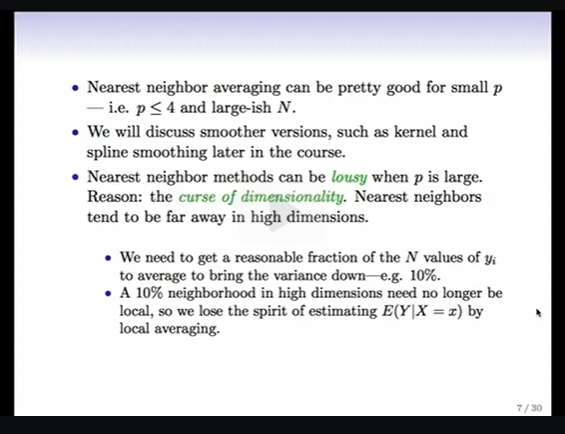 • Nearest neighbor averaging can be pretty good for small p
— i.e. p ≤ 4 and large-ish N.
• We will discuss smoother versions, such as kernel and
spline smoothing later in the course.
• Nearest neighbor methods can be lousy when p is large.
Reason: the curse of dimensionality. Nearest neighbors
tend to be far away in high dimensions.
• We need to get a reasonable fraction of the N values of yᵢ
to average to bring the variance down—e.g. 10%.
• A 10% neighborhood in high dimensions need no longer be
local, so we lose the spirit of estimating E(Y|X = x) by
local averaging.
7 / 30